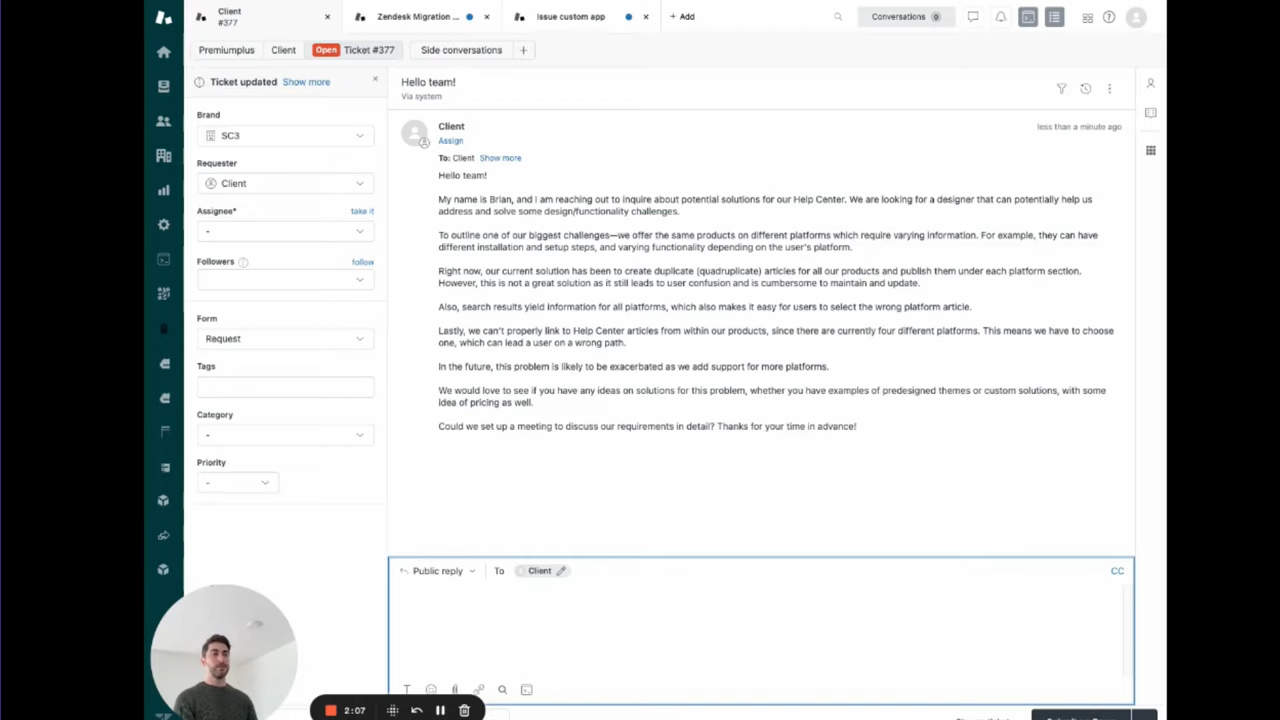 Client
#377
Zendesk Migration ...
Issue custom app
+ Add
Conversations 0
Premiumplus
Client
Open Ticket #377
Side conversations
+
Ticket updated Show more
Brand
SC3
Requester
Client
Assignee*
take it
-
Followers
follow
Form
Request
Tags
Category
-
Priority
-
Hello team!
Via system
Client
less than a minute ago
Assign
To: Client Show more
Hello team!
My name is Brian, and I am reaching out to inquire about potential solutions for our Help Center. We are looking for a designer that can potentially help us
address and solve some design/functionality challenges.
To outline one of our biggest challenges—we offer the same products on different platforms which require varying information. For example, they can have
different installation and setup steps, and varying functionality depending on the user's platform.
Right now, our current solution has been to create duplicate (quadruplicate) articles for all our products and publish them under each platform section.
However, this is not a great solution as it still leads to user confusion and is cumbersome to maintain and update.
Also, search results yield information for all platforms, which also makes it easy for users to select the wrong platform article.
Lastly, we can't properly link to Help Center articles from within our products, since there are currently four different platforms. This means we have to choose
one, which can lead a user on a wrong path.
In the future, this problem is likely to be exacerbated as we add support for more platforms.
We would love to see if you have any ideas on solutions for this problem, whether you have examples of predesigned themes or custom solutions, with some
idea of pricing as well.
Could we set up a meeting to discuss our requirements in detail? Thanks for your time in advance!
Public reply
To
Client
CC
2:07